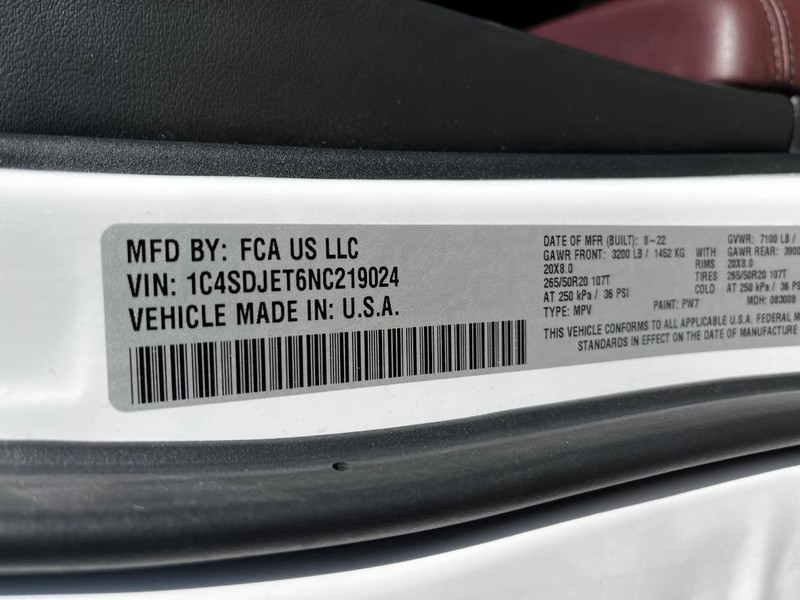 MFD BY: FCA US LLC
VIN: 1C4SDJET6NC219024
VEHICLE MADE IN: U.S.A.
DATE OF MFR (BUILT): 8-22 GVWR: 7100 LB /
GAWR FRONT: 3200 LB / 1452 KG WITH GAWR REAR: 3900
20X8.0 RIMS 20X8.0
265/50R20 107T TIRES 265/50R20 107T
AT 250 kPa / 36 PSI COLD AT 250 kPa / 36 PS
TYPE: MPV PAINT: PW7 MDH: 083008
THIS VEHICLE CONFORMS TO ALL APPLICABLE U.S.A. FEDERAL M
STANDARDS IN EFFECT ON THE DATE OF MANUFACTURE